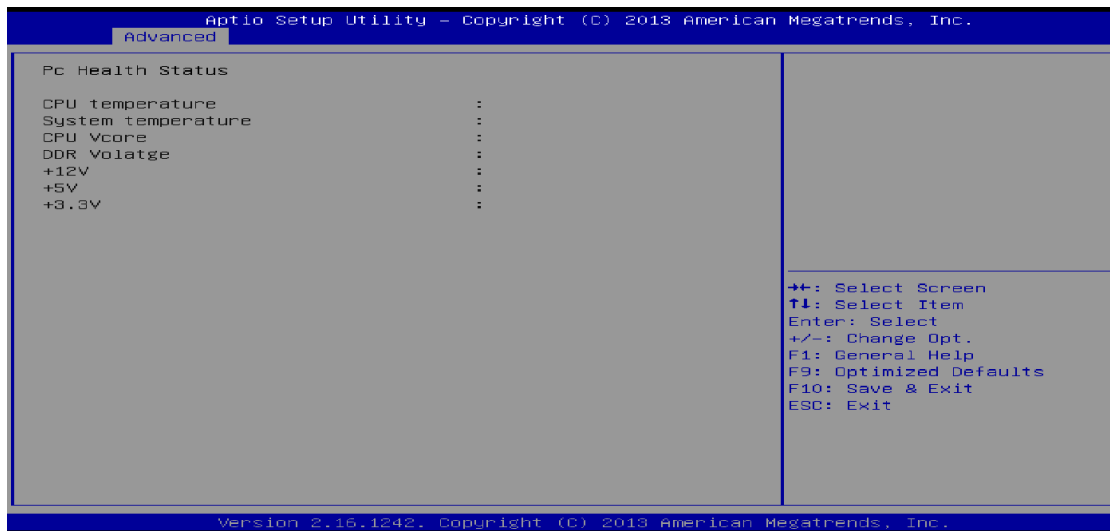 Aptio Setup Utility – Copyright (C) 2013 American Megatrends, Inc.
Advanced
Pc Health Status
CPU temperature :
System temperature :
CPU Vcore :
DDR Volatge :
+12V :
+5V :
+3.3V :
→←: Select Screen
↑↓: Select Item
Enter: Select
+/-: Change Opt.
F1: General Help
F9: Optimized Defaults
F10: Save & Exit
ESC: Exit
Version 2.16.1242. Copyright (C) 2013 American Megatrends, Inc.